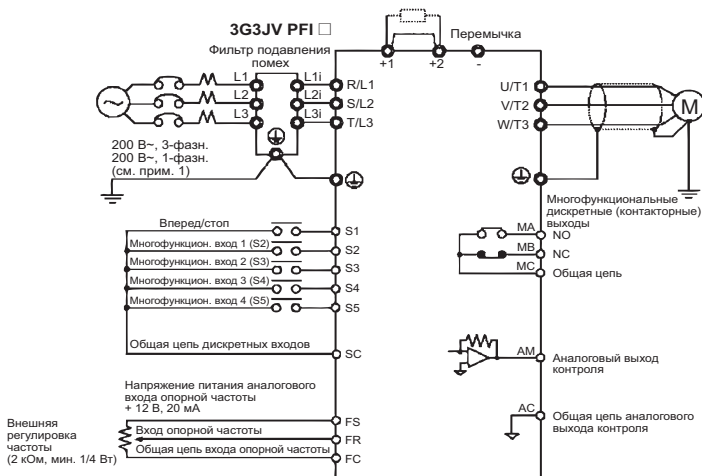 3G3JV PFI □
Фильтр подавления
помех
Перемычка
+1
+2
-
L1
L1i
R/L1
L2
L2i
S/L2
L3
L3i
T/L3
U/T1
V/T2
W/T3
M
200 В~, 3-фазн.
200 В~, 1-фазн.
(см. прим. 1)
Многофункциональные
дискретные (контакторные)
выходы
Вперед/стоп
S1
Многофункцион. вход 1 (S2)
S2
Многофункцион. вход 2 (S3)
S3
Многофункцион. вход 3 (S4)
S4
Многофункцион. вход 4 (S5)
S5
Общая цепь дискретных входов
SC
MA
NO
MB
NC
MC
Общая цепь
AM
Аналоговый выход
контроля
AC
Общая цепь аналогового
выхода контроля
Напряжение питания аналогового
входа опорной частоты
+ 12 В, 20 мА
FS
Вход опорной частоты
FR
Общая цепь входа опорной частоты
FC
Внешняя
регулировка
частоты
(2 кОм, мин. 1/4 Вт)